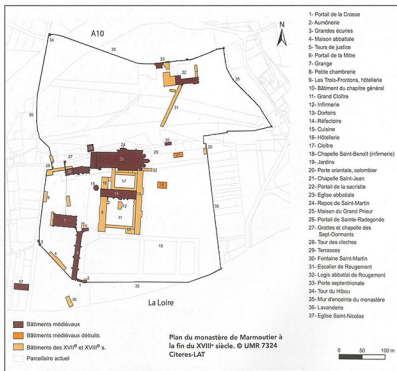 A10
N
La Loire
1- Portail de la Crosse
2- Aumônerie
3- Grandes écuries
4- Maison abbatiale
5- Tours de justice
6- Portail de la Mitre
7- Grange
8- Petite chambrerie
9- Les Trois-Frontons, hôtellerie
10- Bâtiment du chapitre général
11- Grand Cloître
12- Infirmerie
13- Dortoirs
14- Réfectoire
15- Cuisine
16- Hôtellerie
17- Cloître
18- Chapelle Saint-Benoît (infirmerie)
19- Jardins
20- Porte orientale, colombier
21- Chapelle Saint-Jean
22- Portail de la sacristie
23- Eglise abbatiale
24- Repos de Saint-Martin
25- Maison du Grand Prieur
26- Portail de Sainte-Radegonde
27- Grottes et chapelle des
Sept-Dormants
28- Tour des cloches
29- Terrasses
30- Fontaine Saint-Martin
31- Escalier de Rougemont
32- Logis abbatial de Rougemont
33- Porte septentrionale
34- Tour du Hibou
35- Mur d'enceinte du monastère
36- Lavanderie
37- Eglise Saint-Nicolas
Bâtiments médiévaux
Bâtiments médiévaux détruits
Bâtiments des XVIIe et XVIIIe s.
Parcellaire actuel
Plan du monastère de Marmoutier à
la fin du XVIIIe siècle. © UMR 7324
Citeres-LAT
0 50 100 m